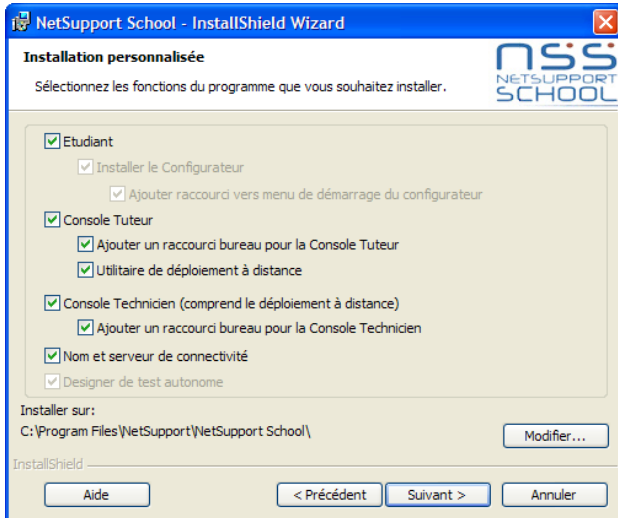 NetSupport School - InstallShield Wizard
Installation personnalisée
Sélectionnez les fonctions du programme que vous souhaitez installer.
nss
NETSUPPORT
SCHOOL
Etudiant
Installer le Configurateur
Ajouter raccourci vers menu de démarrage du configurateur
Console Tuteur
Ajouter un raccourci bureau pour la Console Tuteur
Utilitaire de déploiement à distance
Console Technicien (comprend le déploiement à distance)
Ajouter un raccourci bureau pour la Console Technicien
Nom et serveur de connectivité
Designer de test autonome
Installer sur:
C:\Program Files\NetSupport\NetSupport School\
Modifier...
InstallShield
Aide
< Précédent
Suivant >
Annuler